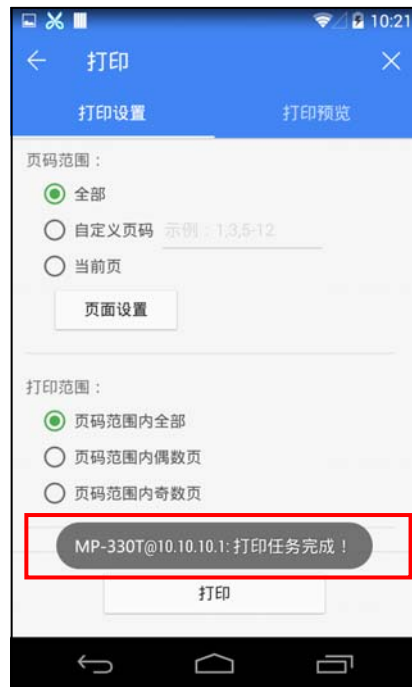 10:21
打印
打印设置 打印预览
页码范围：
全部
自定义页码 示例：1,3,5-12
当前页
页面设置
打印范围：
页码范围内全部
页码范围内偶数页
页码范围内奇数页
MP-330T@10.10.10.1: 打印任务完成！
打印